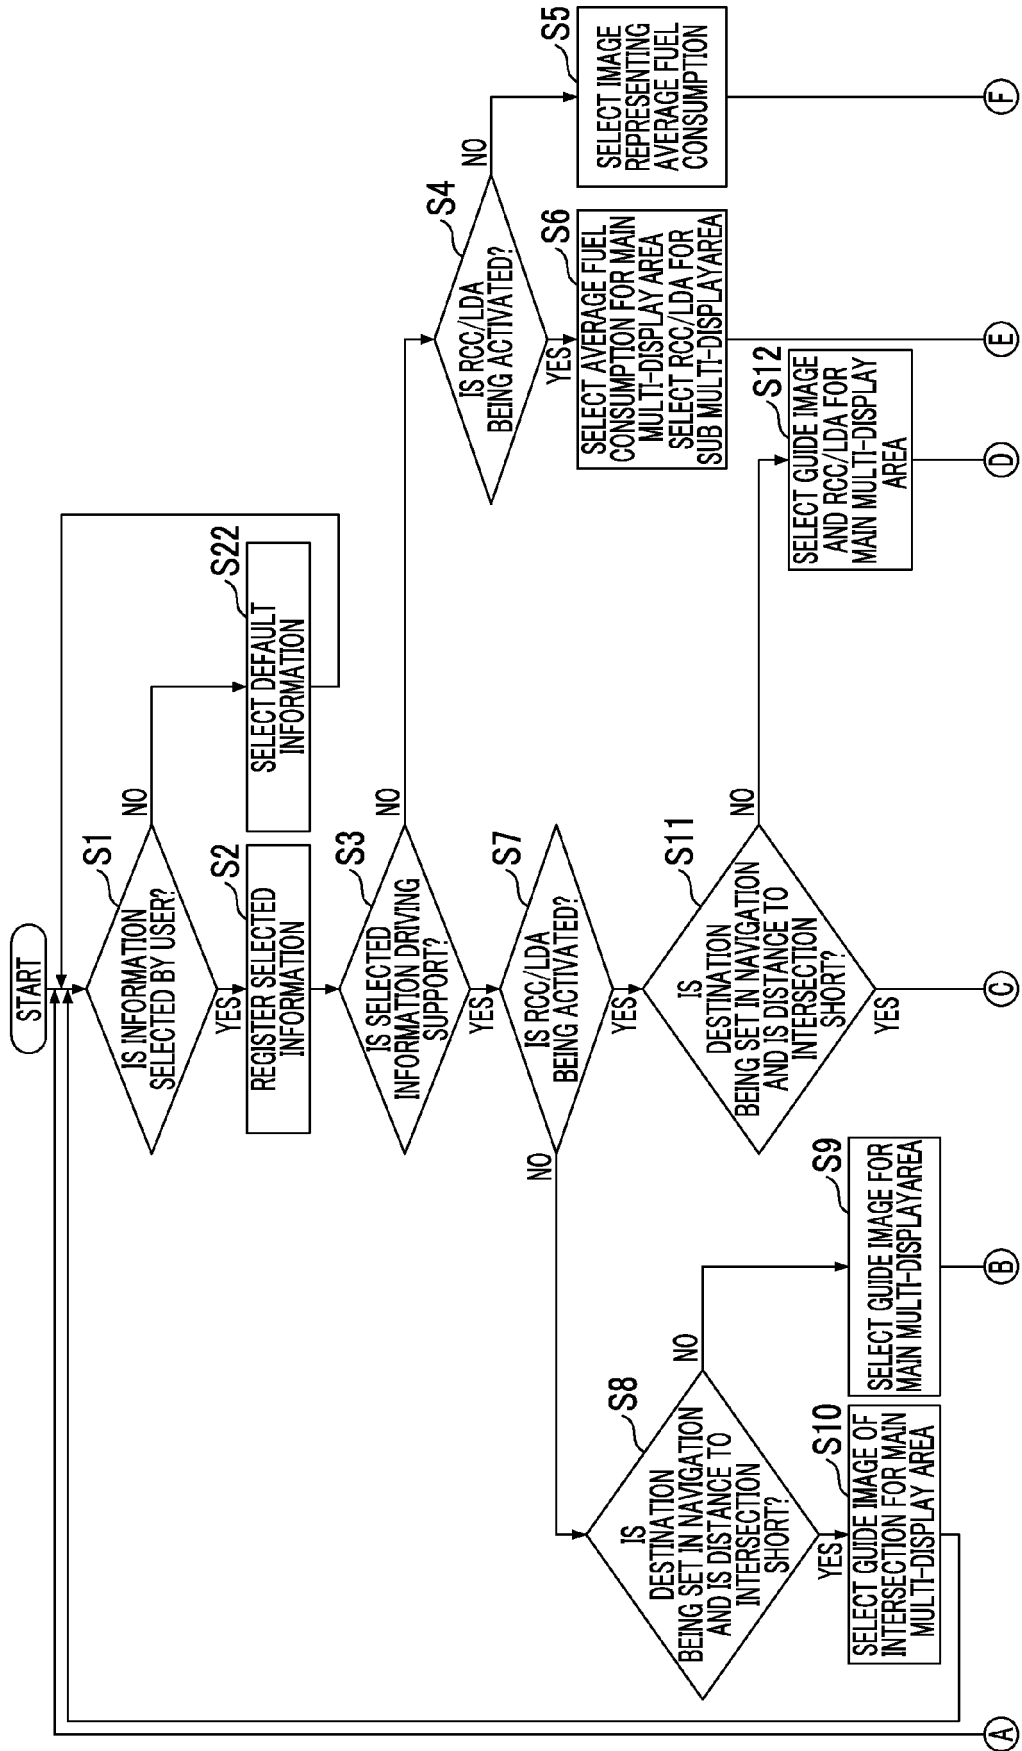 START
S1
IS INFORMATION
SELECTED BY USER?
NO
YES
S22
SELECT DEFAULT
INFORMATION
S2
REGISTER SELECTED
INFORMATION
S3
IS SELECTED
INFORMATION DRIVING
SUPPORT?
NO
YES
S4
IS RCC/LDA
BEING ACTIVATED?
NO
YES
S5
SELECT IMAGE
REPRESENTING
AVERAGE FUEL
CONSUMPTION
S6
SELECT AVERAGE FUEL
CONSUMPTION FOR MAIN
MULTI-DISPLAY AREA
SELECT RCC/LDA FOR
SUB MULTI-DISPLAYAREA
S7
IS RCC/LDA
BEING ACTIVATED?
NO
YES
S8
IS
DESTINATION
BEING SET IN NAVIGATION
AND IS DISTANCE TO
INTERSECTION
SHORT?
NO
YES
S9
SELECT GUIDE IMAGE FOR
MAIN MULTI-DISPLAYAREA
S10
SELECT GUIDE IMAGE OF
INTERSECTION FOR MAIN
MULTI-DISPLAY AREA
S11
IS
DESTINATION
BEING SET IN NAVIGATION
AND IS DISTANCE TO
INTERSECTION
SHORT?
NO
YES
S12
SELECT GUIDE IMAGE
AND RCC/LDA FOR
MAIN MULTI-DISPLAY
AREA
A
B
C
D
E
F